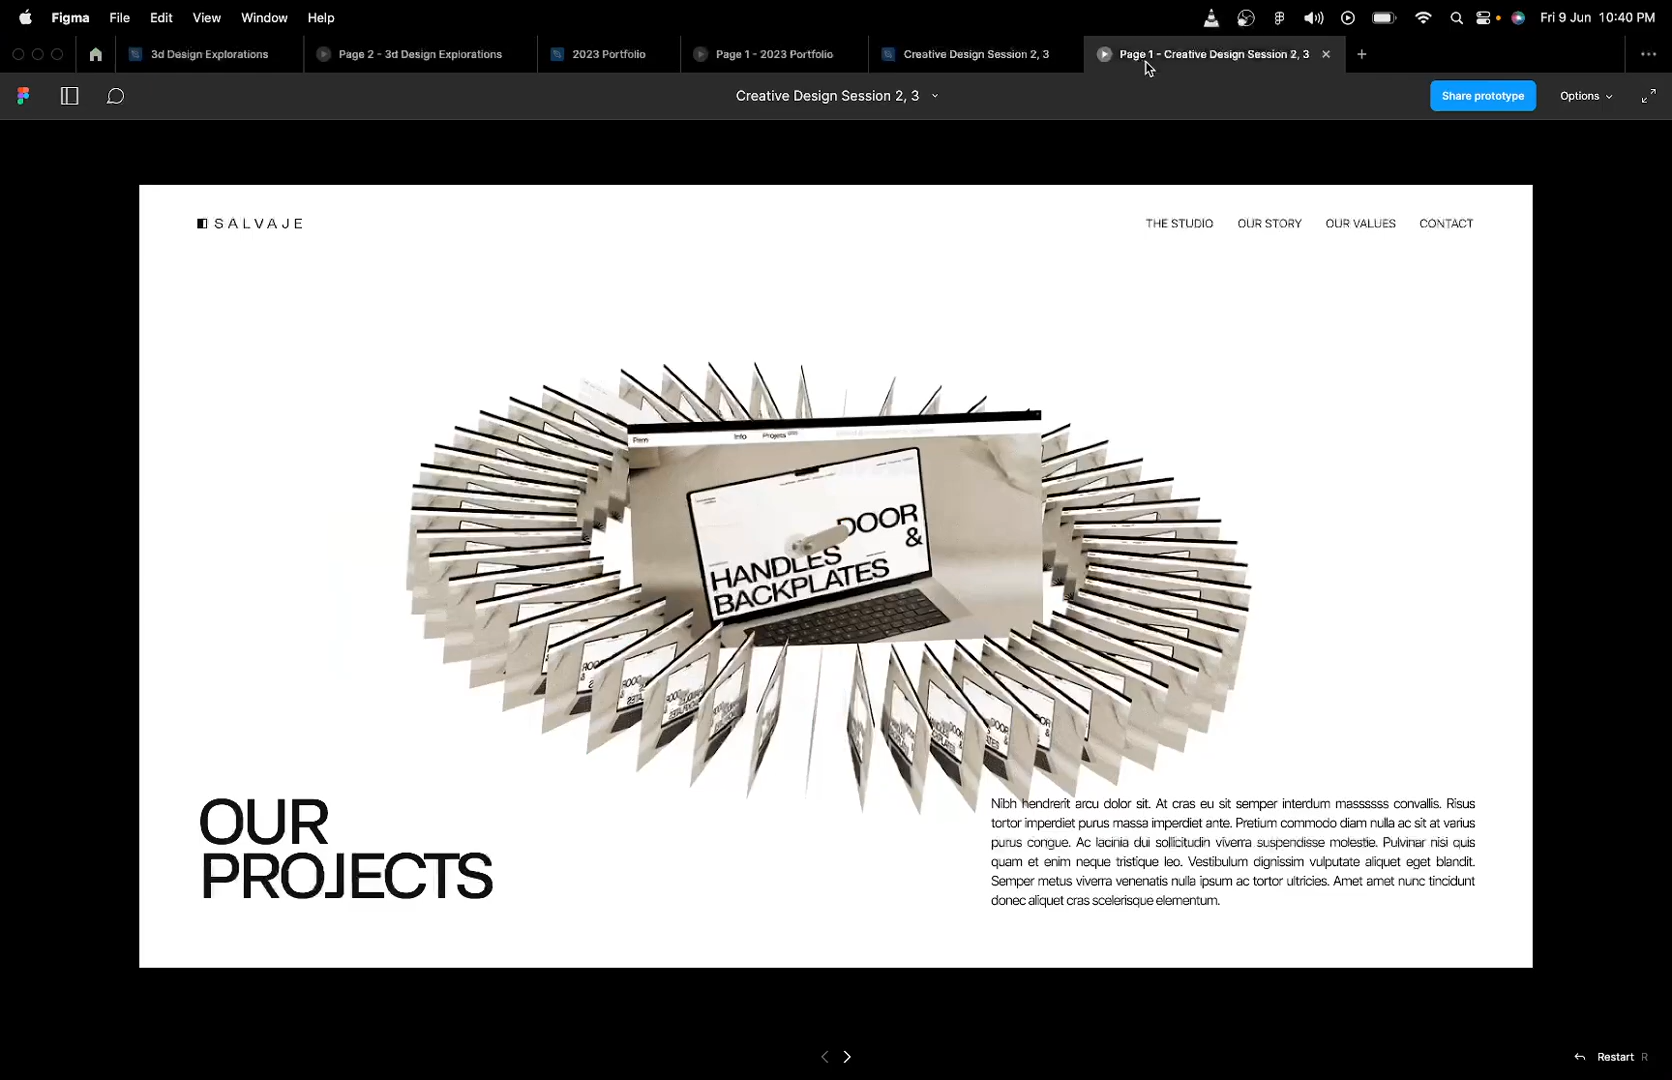 Figma File Edit View Window Help Fri 9 Jun 10:40 PM
3d Design Explorations Page 2 - 3d Design Explorations 2023 Portfolio Page 1 - 2023 Portfolio Creative Design Session 2, 3 Page 1 - Creative Design Session 2, 3
Creative Design Session 2, 3 Share prototype Options
SALVAJE THE STUDIO OUR STORY OUR VALUES CONTACT
Info Projects
DOOR
&
HANDLES
BACKPLATES
OUR
PROJECTS
Nibh hendrerit arcu dolor sit. At cras eu sit semper interdum massssss convallis. Risus
tortor imperdiet purus massa imperdiet ante. Pretium commodo diam nulla ac sit at varius
purus congue. Ac lacinia dui sollicitudin viverra suspendisse molestie. Pulvinar nisi quis
quam et enim neque tristique leo. Vestibulum dignissim vulputate aliquet eget blandit.
Semper metus viverra venenatis nulla ipsum ac tortor ultricies. Amet amet nunc tincidunt
donec aliquet cras scelerisque elementum.
Restart R